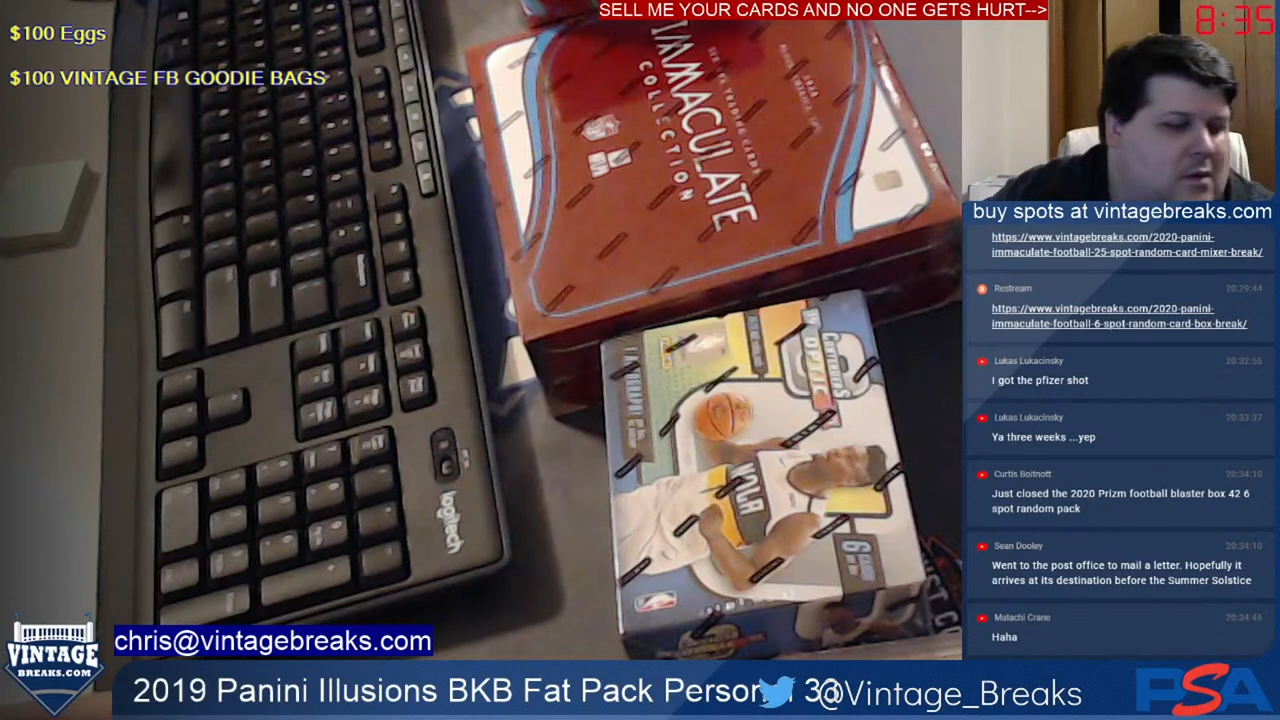 SELL ME YOUR CARDS AND NO ONE GETS HURT-->
8:35
$100 Eggs
$100 VINTAGE FB GOODIE BAGS
IMMACULATE
COLLECTION
OPTIC
NOLA
logitech
buy spots at vintagebreaks.com
https://www.vintagebreaks.com/2020-panini-
immaculate-football-25-spot-random-card-mixer-break/
Restream 20:29:44
https://www.vintagebreaks.com/2020-panini-
immaculate-football-6-spot-random-card-box-break/
Lukas Lukacinsky 20:32:56
I got the pfizer shot
Lukas Lukacinsky 20:33:37
Ya three weeks ...yep
Curtis Boitnott 20:34:10
Just closed the 2020 Prizm football blaster box 42 6
spot random pack
Sean Dooley 20:34:10
Went to the post office to mail a letter. Hopefully it
arrives at its destination before the Summer Solstice
Malachi Crane 20:34:46
Haha
VINTAGE
BREAKS.COM
chris@vintagebreaks.com
2019 Panini Illusions BKB Fat Pack Person
@Vintage_Breaks
PSA